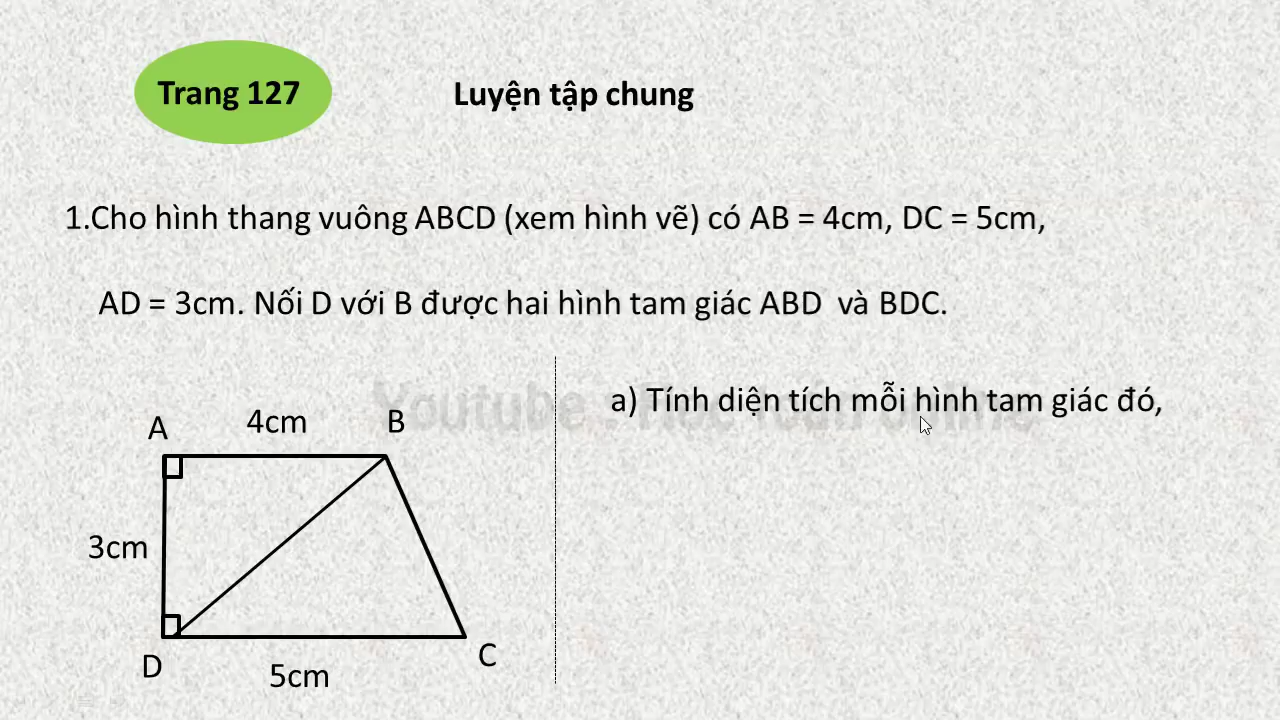 Trang 127
Luyện tập chung
1.Cho hình thang vuông ABCD (xem hình vẽ) có AB = 4cm, DC = 5cm,
AD = 3cm. Nối D với B được hai hình tam giác ABD và BDC.
a) Tính diện tích mỗi hình tam giác đó,
A
4cm
B
3cm
D
5cm
C